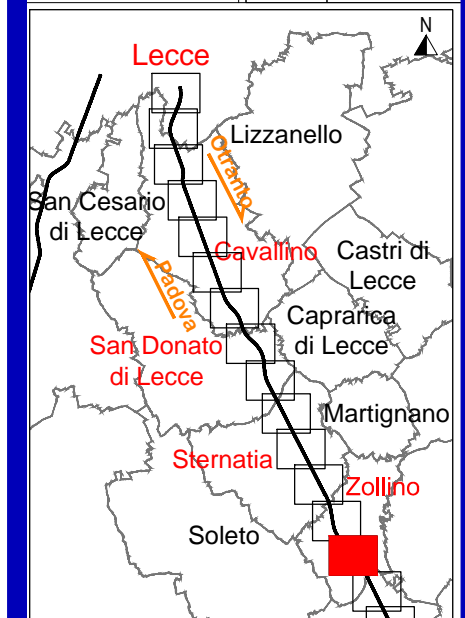 N
Lecce
Lizzanello
Otranto
San Cesario
di Lecce
Cavallino
Castri di
Lecce
Padova
Caprarica
di Lecce
San Donato
di Lecce
Martignano
Sternatia
Zollino
Soleto